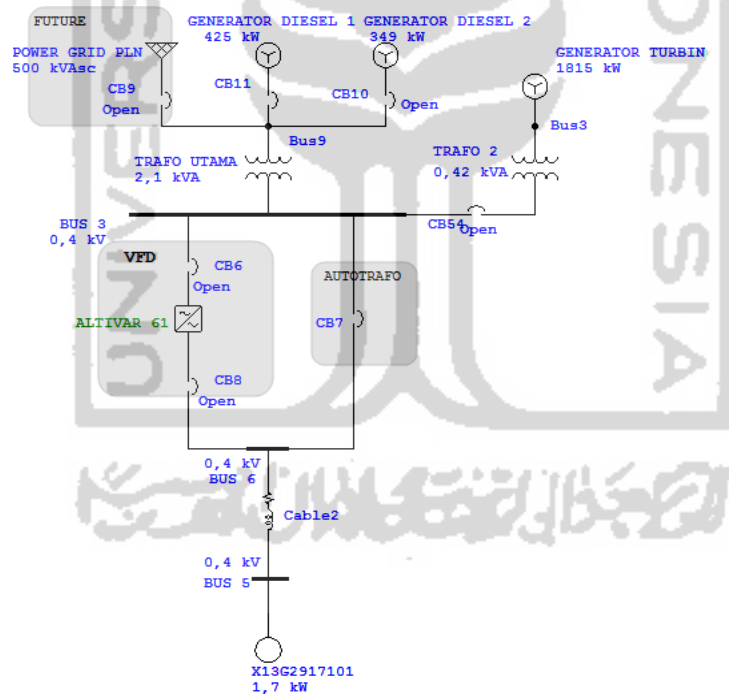 FUTURE
GENERATOR DIESEL 1
425 kW
GENERATOR DIESEL 2
349 kW
POWER GRID PLN
500 kVAsc
GENERATOR TURBIN
1815 kW
CB9
Open
CB11
CB10
Open
Bus9
Bus3
TRAFO UTAMA
2,1 kVA
TRAFO 2
0,42 kVA
BUS 3
0,4 kV
CB54
Open
VFD
CB6
Open
AUTOTRAFO
ALTIVAR 61
CB7
CB8
Open
0,4 kV
BUS 6
Cable2
0,4 kV
BUS 5
X13G2917101
1,7 kW
UNIVERS
ONESIA